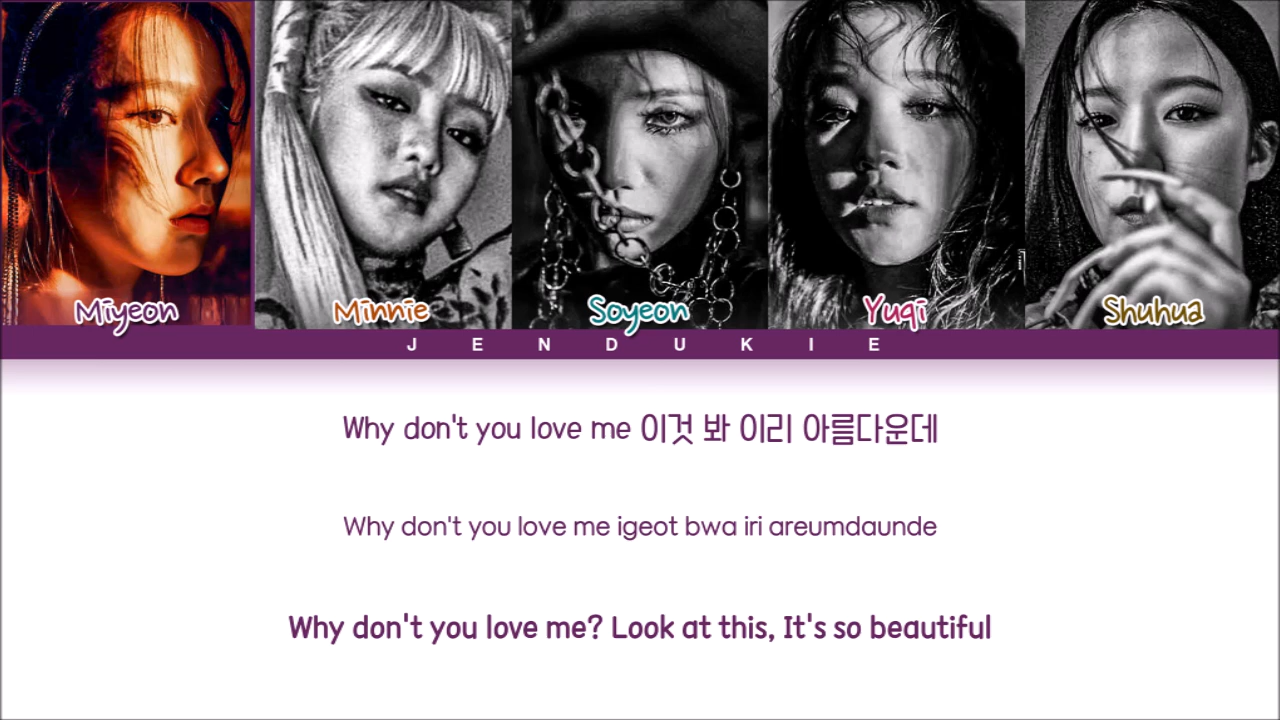 Miyeon Minnie Soyeon Yuqi Shuhua
JENDUKIE
Why don't you love me 이것 봐 이리 아름다운데
Why don't you love me igeot bwa iri areumdaunde
Why don't you love me? Look at this, It's so beautiful